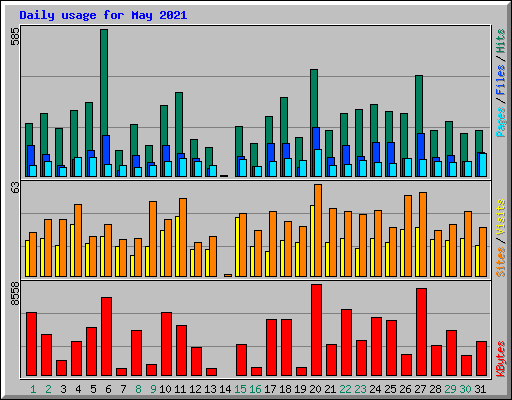 Daily usage for May 2021
585
Pages / Files / Hits
63
Sites / Visits
8558
KBytes
1 2 3 4 5 6 7 8 9 10 11 12 13 14 15 16 17 18 19 20 21 22 23 24 25 26 27 28 29 30 31